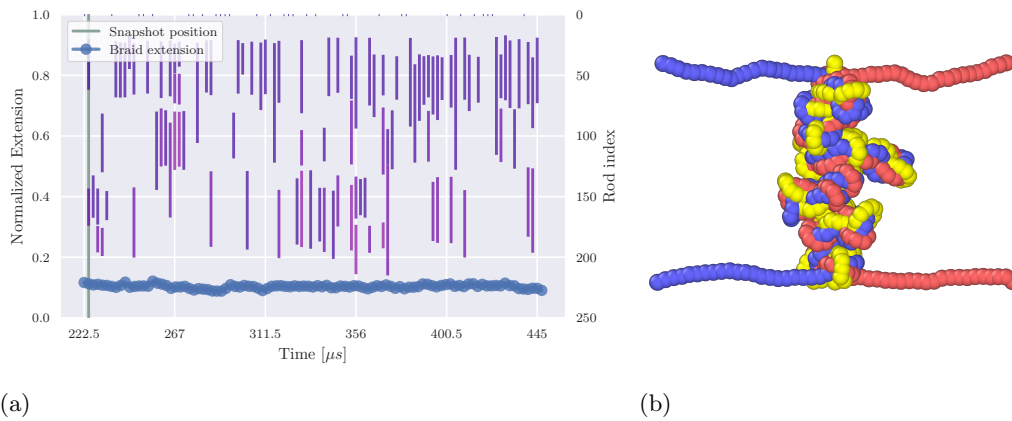 1.0
0.8
0.6
0.4
0.2
0.0
Normalized Extension
Snapshot position
Braid extension
0
50
100
150
200
250
Rod index
222.5 267 311.5 356 400.5 445
Time [μs]
(a)
(b)